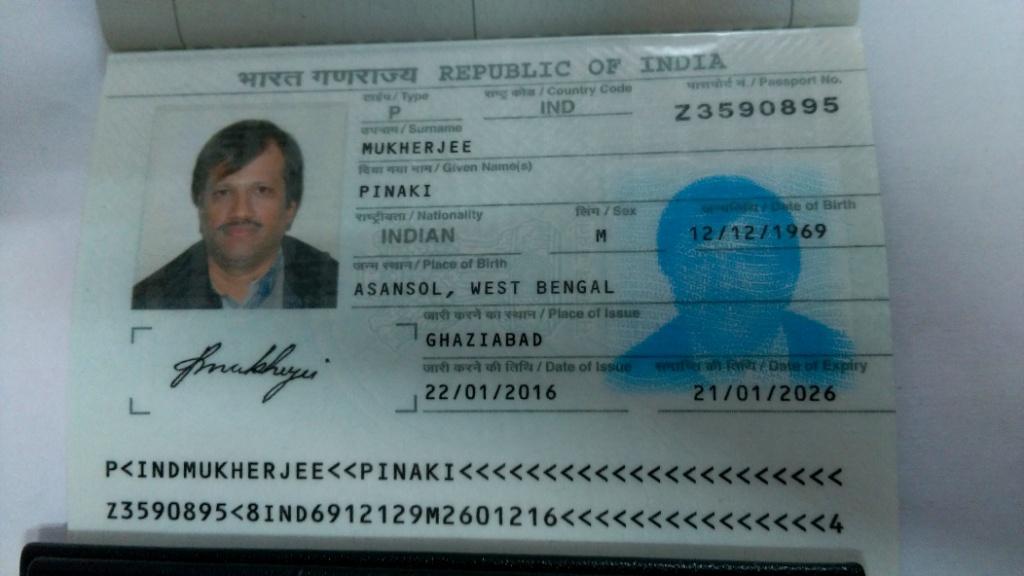 भारत गणराज्य REPUBLIC OF INDIA
टाईप / Type राष्ट्र कोड / Country Code पासपोर्ट नं. / Passport No.
P IND Z3590895
उपनाम / Surname
MUKHERJEE
दिया गया नाम / Given Name(s)
PINAKI
राष्ट्रीयता / Nationality लिंग / Sex जन्मतिथि / Date of Birth
INDIAN M 12/12/1969
जन्म स्थान / Place of Birth
ASANSOL, WEST BENGAL
जारी करने का स्थान / Place of Issue
GHAZIABAD
जारी करने की तिथि / Date of Issue समाप्ति की तिथि / Date of Expiry
22/01/2016 21/01/2026
P<INDMUKHERJEE<<PINAKI<<<<<<<<<<<<<<<<<<<<<<
Z3590895<8IND6912129M2601216<<<<<<<<<<<<<<<4